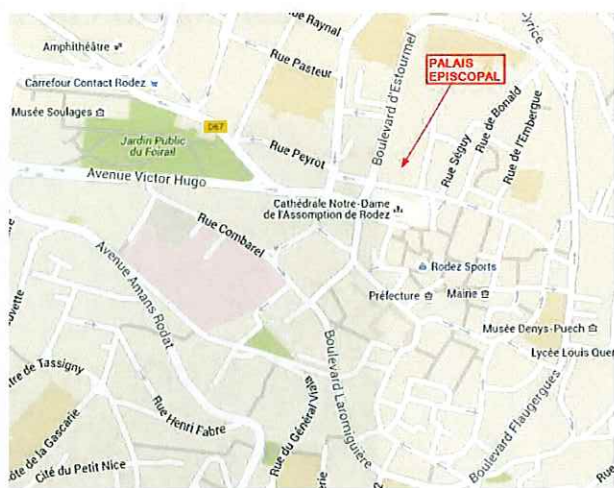 Rue Raynal
Amphithéâtre
Rue Pasteur
Boulevard d'Estourmel
PALAIS
EPISCOPAL
Carrefour Contact Rodez
Musée Soulages
D67
Jardin Public
du Foirail
Rue Peyrot
Rue Séguy
Rue de Bonald
Rue de l'Embergue
Avenue Victor Hugo
Cathédrale Notre-Dame
de l'Assomption de Rodez
Rue Combarel
Rodez Sports
Avenue Amans Rodat
Préfecture
Mairie
Musée Denys-Puech
Lycée Louis Quer
Boulevard Laromiguière
Boulevard Flaugergues
tre de Tassigny
Rue Henri Fabre
Rue du Général Viala
ôte de la Gascarie
Cité du Petit Nice
Rue